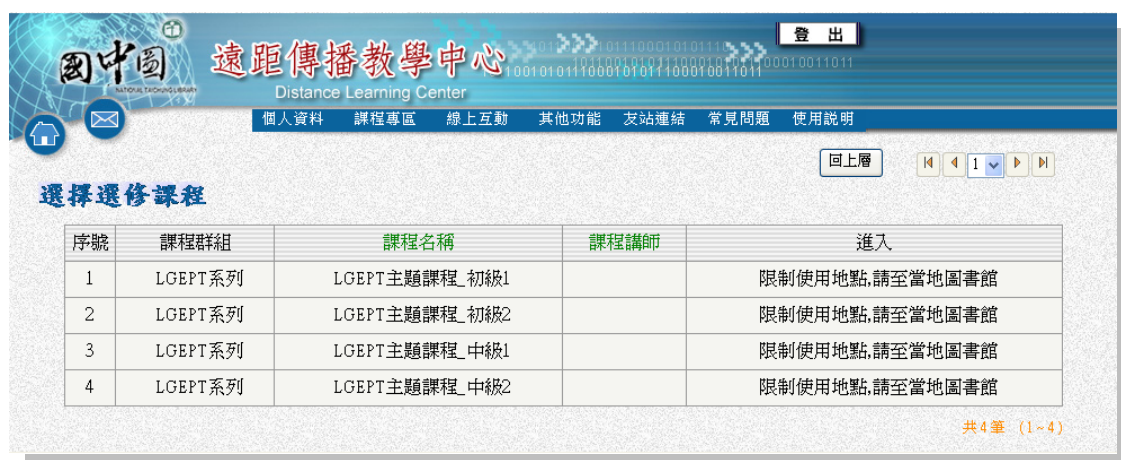 國中圖 遠距傳播教學中心 登 出
NATIONAL TAICHUNG LIBRARY
Distance Learning Center
個人資料 課程專區 線上互動 其他功能 友站連結 常見問題 使用說明
回上層 1
選擇選修課程
序號 課程群組 課程名稱 課程講師 進入
1 LGEPT系列 LGEPT主題課程_初級1 限制使用地點,請至當地圖書館
2 LGEPT系列 LGEPT主題課程_初級2 限制使用地點,請至當地圖書館
3 LGEPT系列 LGEPT主題課程_中級1 限制使用地點,請至當地圖書館
4 LGEPT系列 LGEPT主題課程_中級2 限制使用地點,請至當地圖書館
共4筆 (1~4)